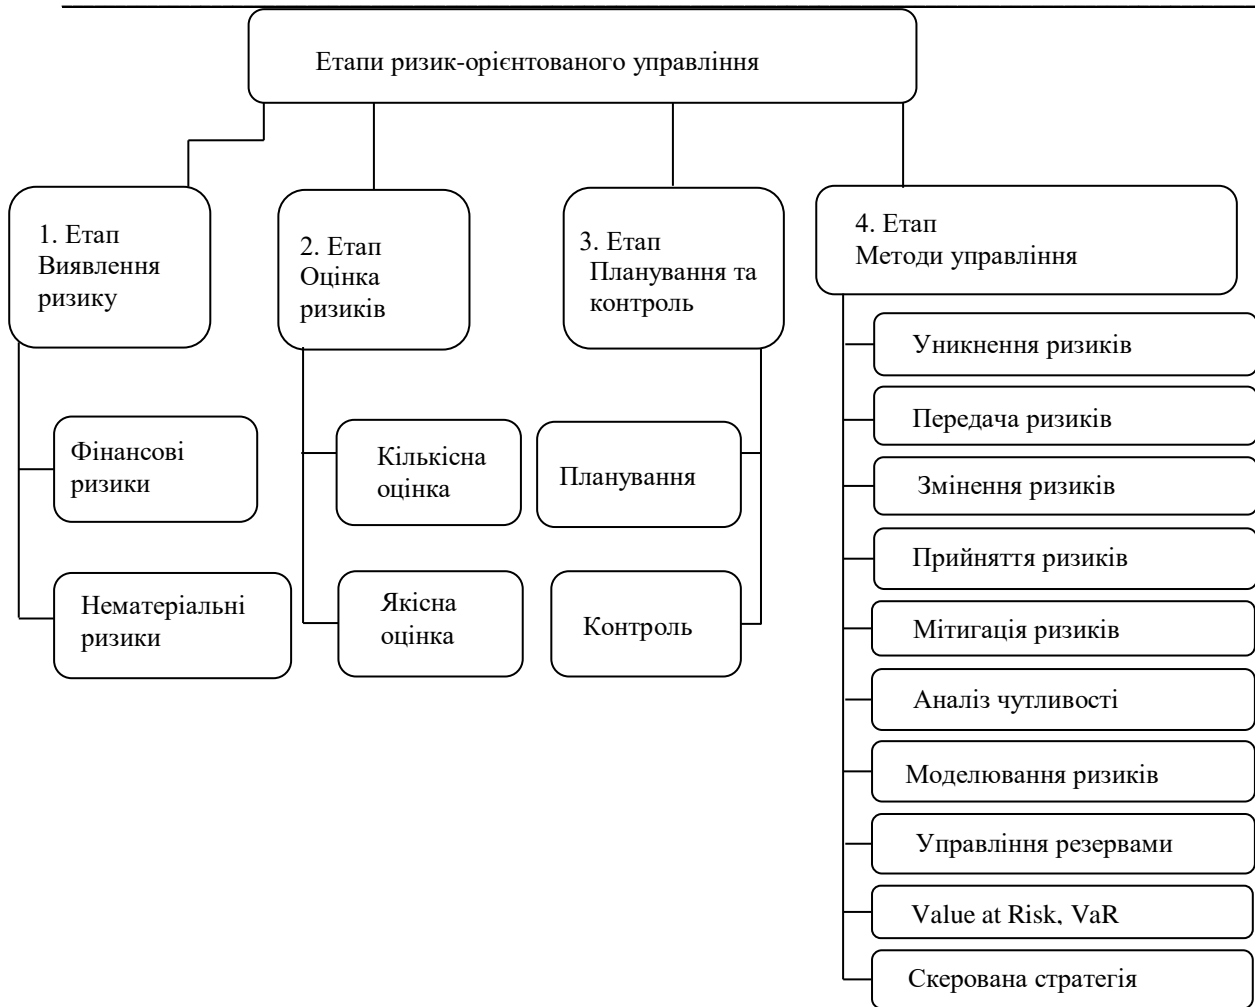 Етапи ризик-орієнтованого управління
1. Етап
Виявлення
ризику
2. Етап
Оцінка
ризиків
3. Етап
Планування та
контроль
4. Етап
Методи управління
Фінансові
ризики
Нематеріальні
ризики
Кількісна
оцінка
Якісна
оцінка
Планування
Контроль
Уникнення ризиків
Передача ризиків
Змінення ризиків
Прийняття ризиків
Мітигація ризиків
Аналіз чутливості
Моделювання ризиків
Управління резервами
Value at Risk, VaR
Скерована стратегія